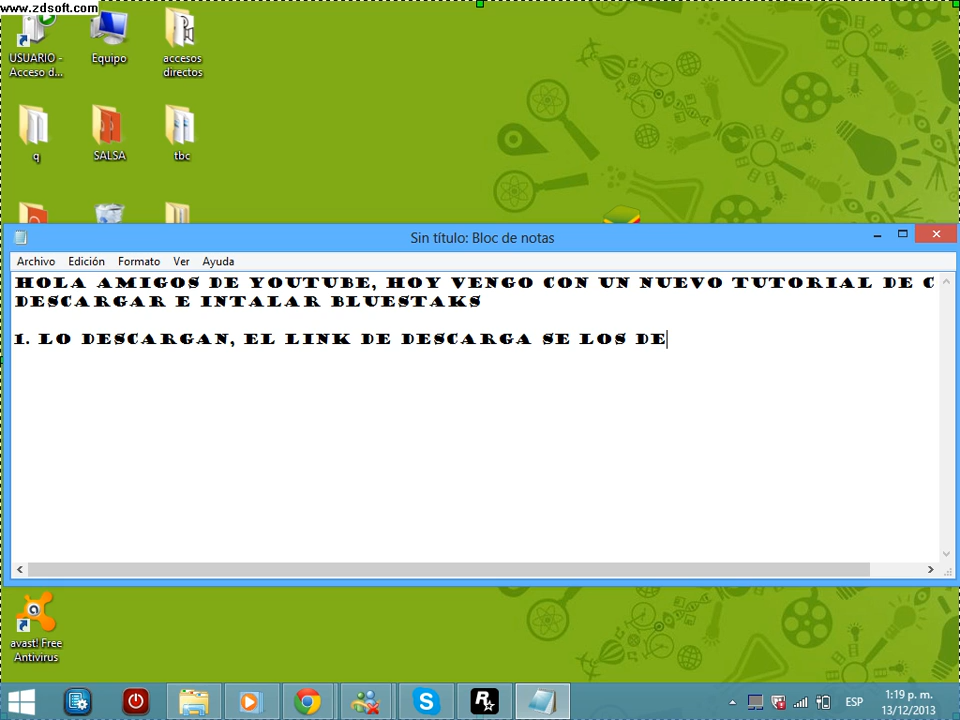 www.zdsoft.com
USUARIO - Acceso d...
Equipo
accesos directos
q
SALSA
tbc
Sin título: Bloc de notas
Archivo Edición Formato Ver Ayuda
HOLA AMIGOS DE YOUTUBE, HOY VENGO CON UN NUEVO TUTORIAL DE C
DESCARGAR E INTALAR BLUESTAKS
1. LO DESCARGAN, EL LINK DE DESCARGA SE LOS DE
avast! Free Antivirus
ESP
1:19 p. m.
13/12/2013